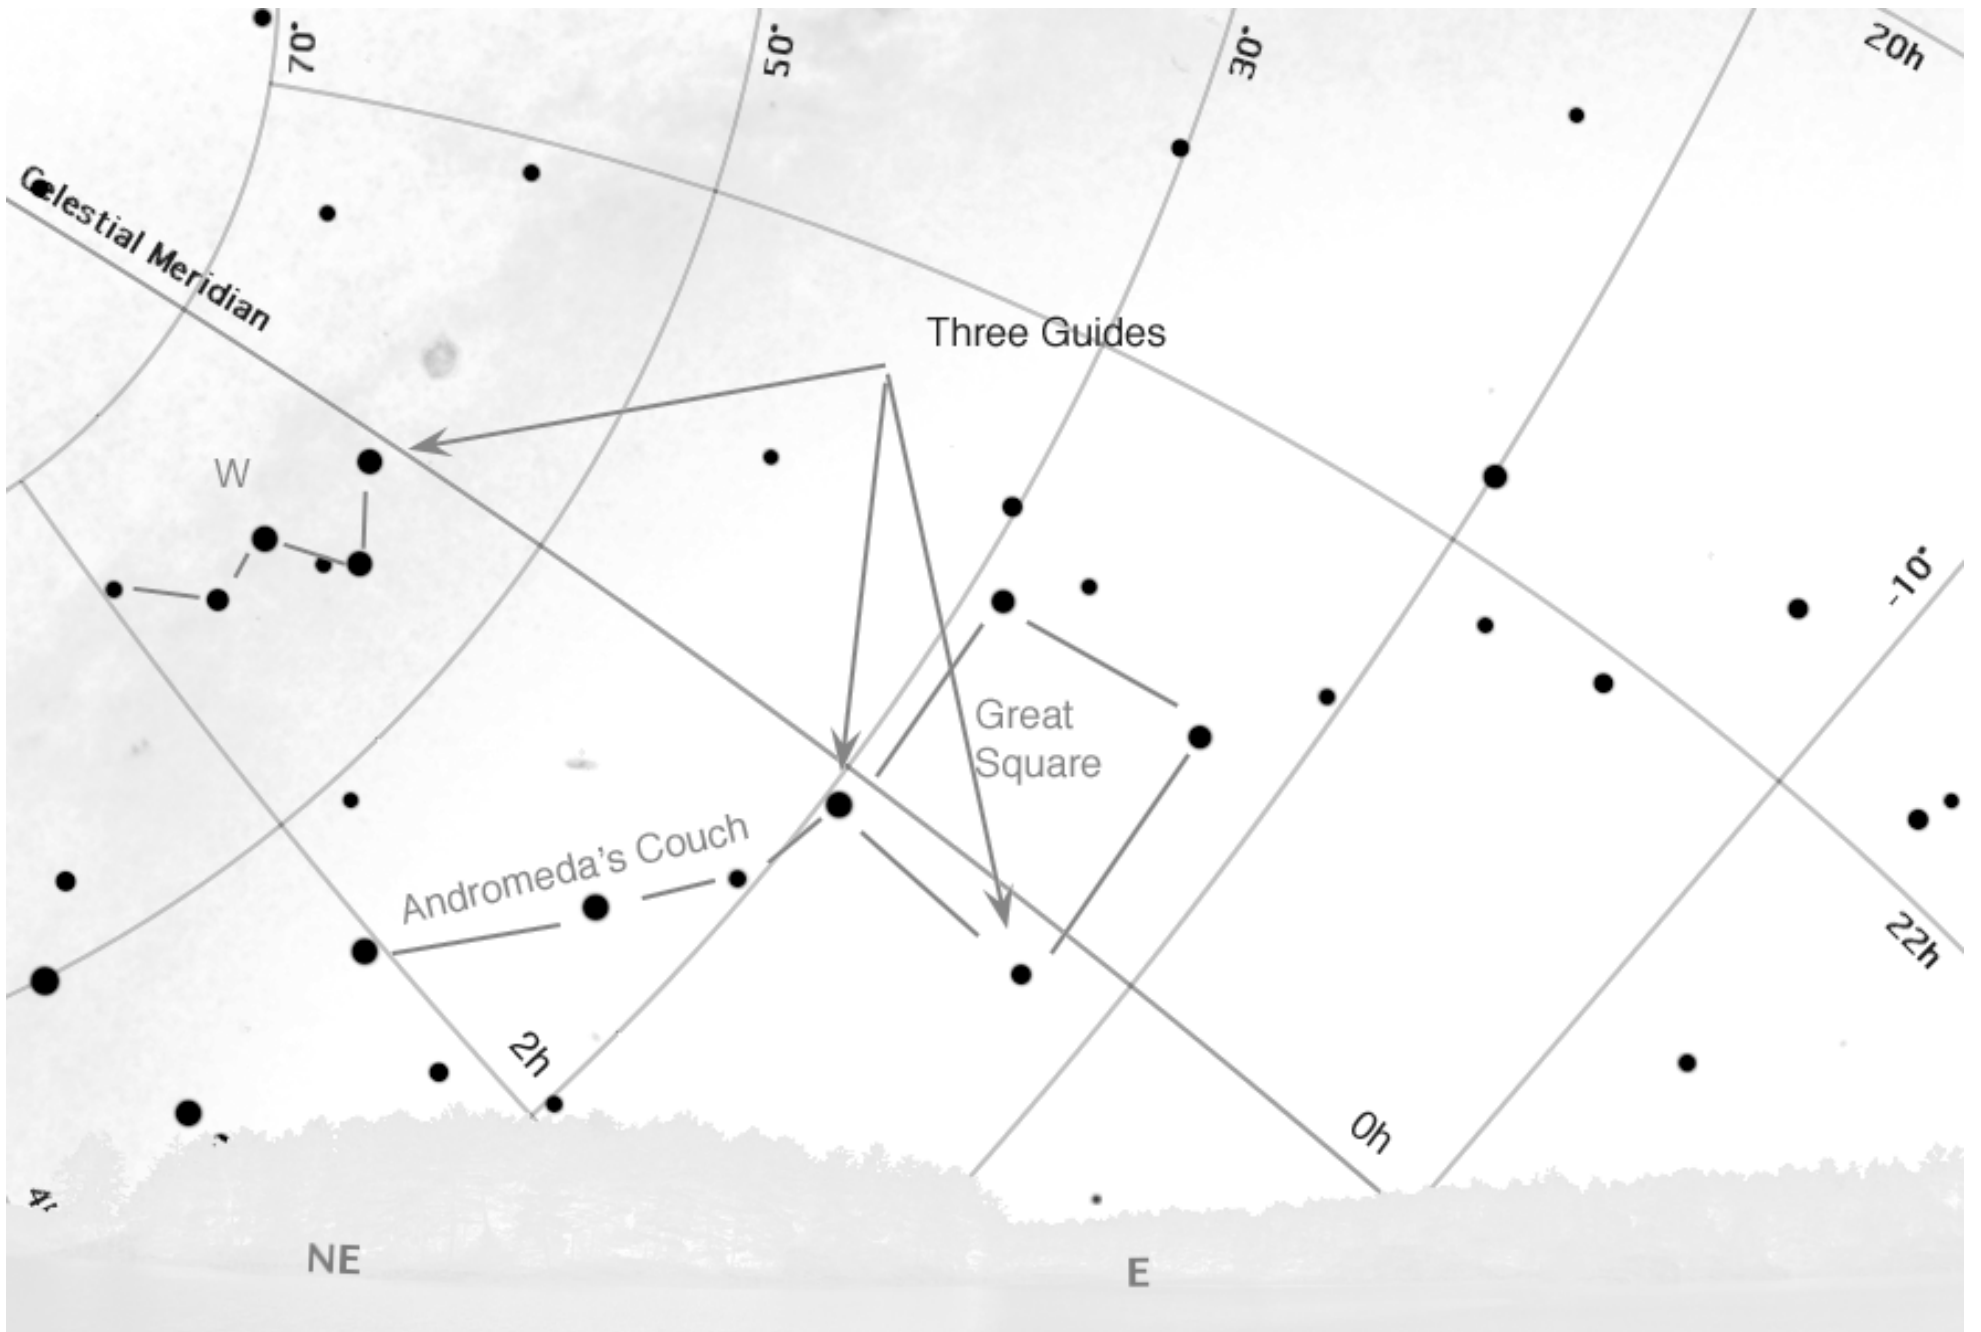 70°
50°
30°
20h
Celestial Meridian
Three Guides
W
-10°
Great
Square
Andromeda's Couch
22h
2h
0h
NE
E